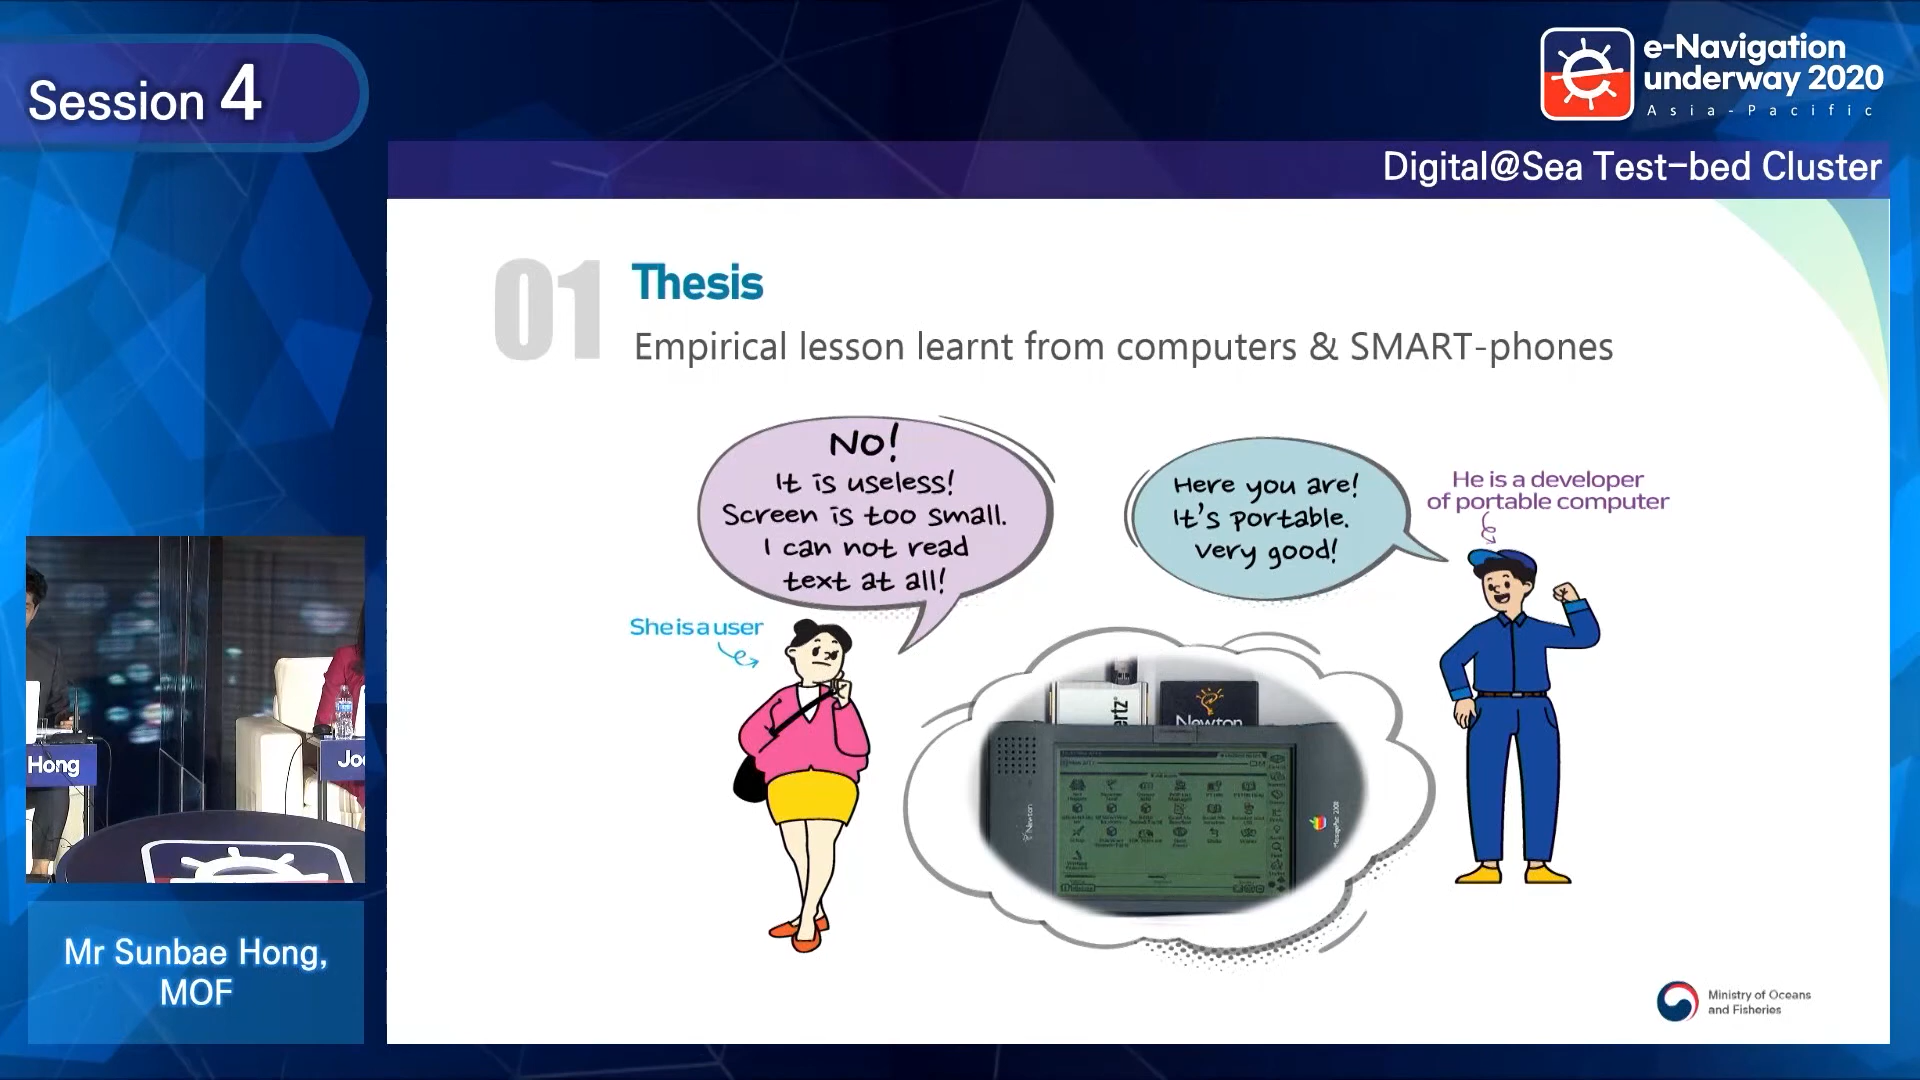 Session 4
e-Navigation
underway 2020
Asia-Pacific
Digital@Sea Test-bed Cluster
01
Thesis
Empirical lesson learnt from computers & SMART-phones
No!
It is useless!
Screen is too small.
I can not read
text at all!
Here you are!
It's portable.
very good!
He is a developer
of portable computer
She is a user
Newton
Newton
Hong
Mr Sunbae Hong,
MOF
Ministry of Oceans
and Fisheries